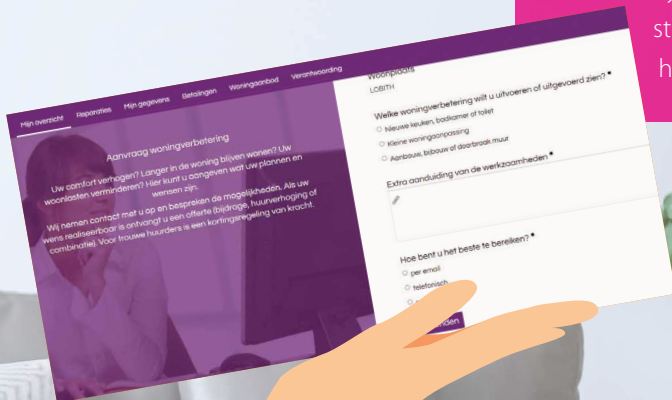 st
h
Mijn overzicht Reparaties Mijn gegevens Betalingen Woningaanbod Verantwoording
Aanvraag woningverbetering
Uw comfort verhogen? Langer in de woning blijven wonen? Uw
woonlasten verminderen? Hier kunt u aangeven wat uw plannen en
wensen zijn.
Wij nemen contact met u op en bespreken de mogelijkheden. Als uw
wens realiseerbaar is ontvangt u een offerte (bijdrage, huurverhoging of
combinatie). Voor trouwe huurders is een kortingsregeling van kracht.
Woonplaats
LOBITH
Welke woningverbetering wilt u uitvoeren of uitgevoerd zien? *
Nieuwe keuken, badkamer of toilet
Kleine woningaanpassing
Aanbouw, bijbouw of doorbraak muur
Extra aanduiding van de werkzaamheden *
Hoe bent u het beste te bereiken? *
per email
telefonisch
nden